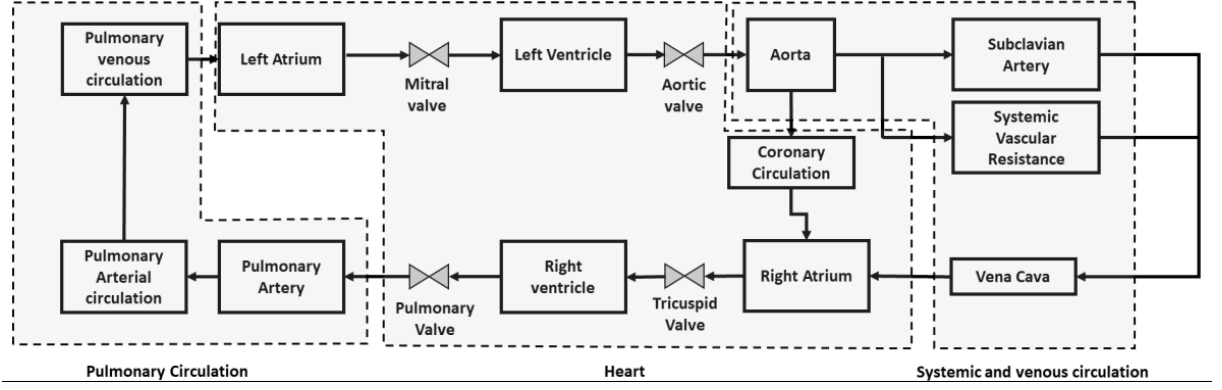 Pulmonary
venous
circulation
Left Atrium
Mitral
valve
Left Ventricle
Aortic
valve
Aorta
Subclavian
Artery
Systemic
Vascular
Resistance
Coronary
Circulation
Pulmonary
Arterial
circulation
Pulmonary
Artery
Pulmonary
Valve
Right
ventricle
Tricuspid
Valve
Right Atrium
Vena Cava
Pulmonary Circulation
Heart
Systemic and venous circulation